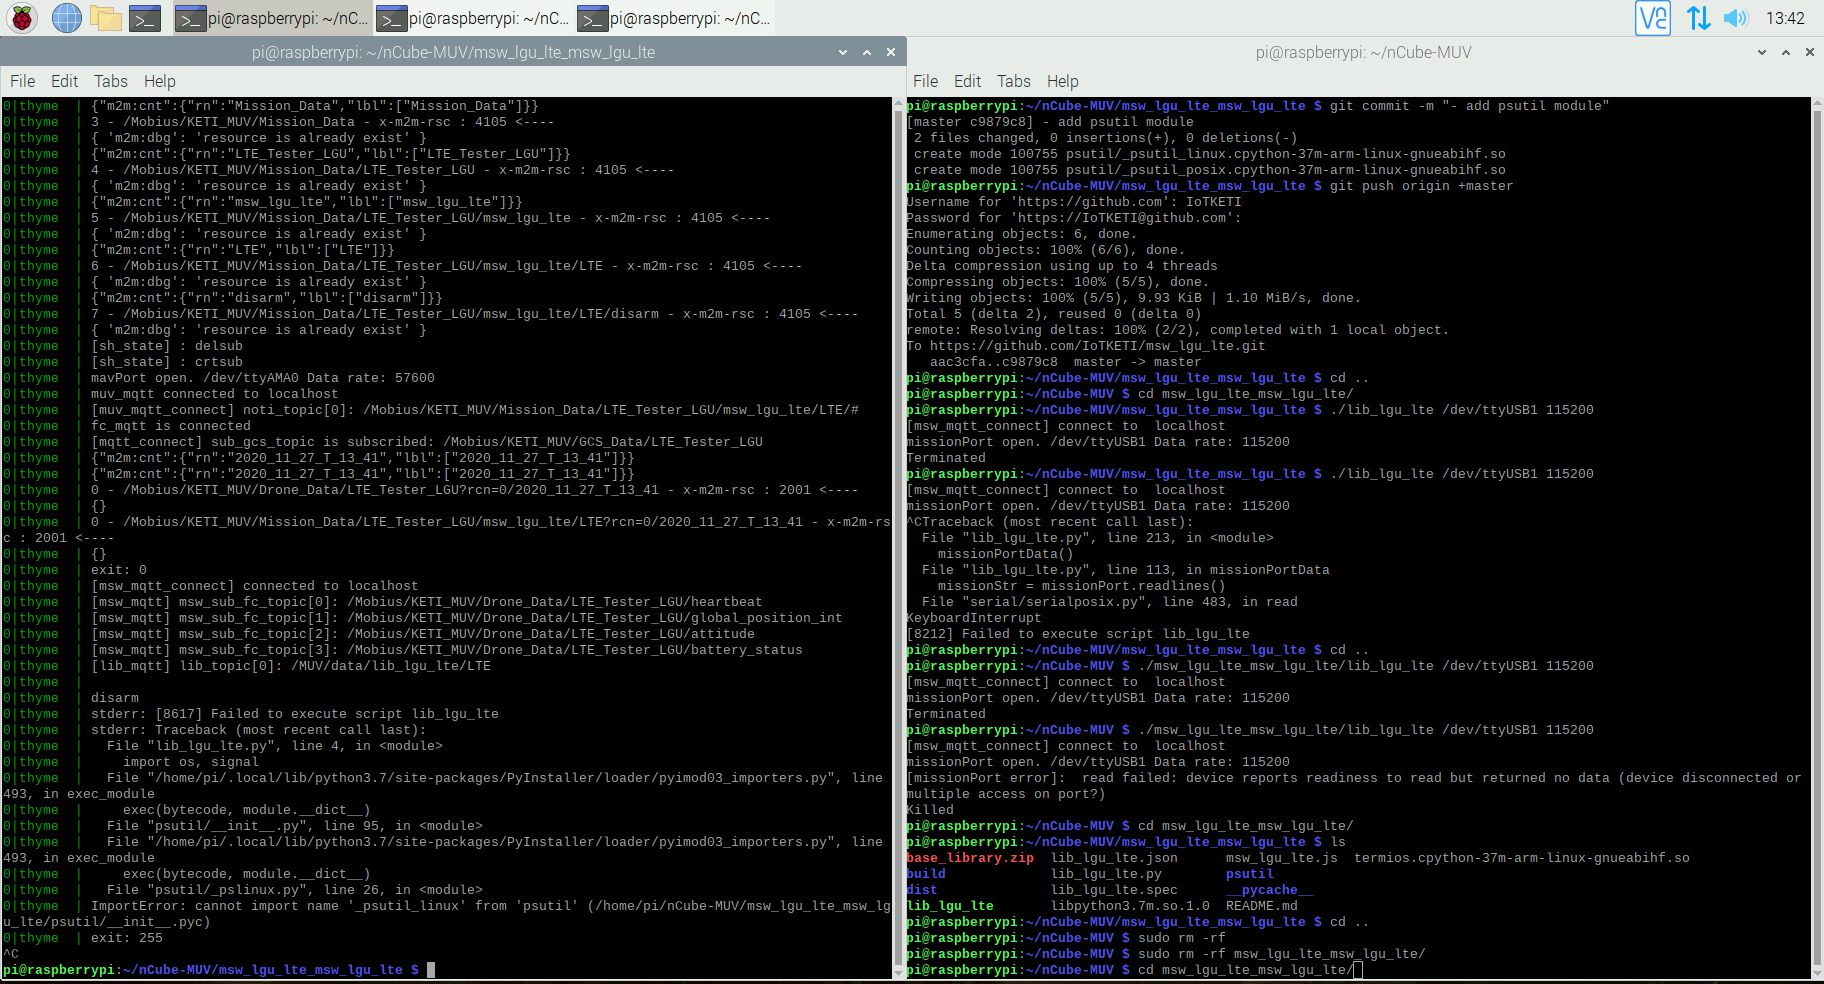 pi@raspberrypi: ~/nC...
pi@raspberrypi: ~/nC...
pi@raspberrypi: ~/nC...
13:42
pi@raspberrypi: ~/nCube-MUV/msw_lgu_lte_msw_lgu_lte
File Edit Tabs Help
0|thyme  | {"m2m:cnt":{"rn":"Mission_Data","lbl":["Mission_Data"]}}
0|thyme  | 3 - /Mobius/KETI_MUV/Mission_Data - x-m2m-rsc : 4105 <----
0|thyme  | { 'm2m:dbg': 'resource is already exist' }
0|thyme  | {"m2m:cnt":{"rn":"LTE_Tester_LGU","lbl":["LTE_Tester_LGU"]}}
0|thyme  | 4 - /Mobius/KETI_MUV/Mission_Data/LTE_Tester_LGU - x-m2m-rsc : 4105 <----
0|thyme  | { 'm2m:dbg': 'resource is already exist' }
0|thyme  | {"m2m:cnt":{"rn":"msw_lgu_lte","lbl":["msw_lgu_lte"]}}
0|thyme  | 5 - /Mobius/KETI_MUV/Mission_Data/LTE_Tester_LGU/msw_lgu_lte - x-m2m-rsc : 4105 <----
0|thyme  | { 'm2m:dbg': 'resource is already exist' }
0|thyme  | {"m2m:cnt":{"rn":"LTE","lbl":["LTE"]}}
0|thyme  | 6 - /Mobius/KETI_MUV/Mission_Data/LTE_Tester_LGU/msw_lgu_lte/LTE - x-m2m-rsc : 4105 <----
0|thyme  | { 'm2m:dbg': 'resource is already exist' }
0|thyme  | {"m2m:cnt":{"rn":"disarm","lbl":["disarm"]}}
0|thyme  | 7 - /Mobius/KETI_MUV/Mission_Data/LTE_Tester_LGU/msw_lgu_lte/LTE/disarm - x-m2m-rsc : 4105 <----
0|thyme  | { 'm2m:dbg': 'resource is already exist' }
0|thyme  | [sh_state] : delsub
0|thyme  | [sh_state] : crtsub
0|thyme  | mavPort open. /dev/ttyAMA0 Data rate: 57600
0|thyme  | muv_mqtt connected to localhost
0|thyme  | [muv_mqtt_connect] noti_topic[0]: /Mobius/KETI_MUV/Mission_Data/LTE_Tester_LGU/msw_lgu_lte/LTE/#
0|thyme  | fc_mqtt is connected
0|thyme  | [mqtt_connect] sub_gcs_topic is subscribed: /Mobius/KETI_MUV/GCS_Data/LTE_Tester_LGU
0|thyme  | {"m2m:cnt":{"rn":"2020_11_27_T_13_41","lbl":["2020_11_27_T_13_41"]}}
0|thyme  | {"m2m:cnt":{"rn":"2020_11_27_T_13_41","lbl":["2020_11_27_T_13_41"]}}
0|thyme  | 0 - /Mobius/KETI_MUV/Drone_Data/LTE_Tester_LGU?rcn=0/2020_11_27_T_13_41 - x-m2m-rsc : 2001 <----
0|thyme  | {}
0|thyme  | 0 - /Mobius/KETI_MUV/Mission_Data/LTE_Tester_LGU/msw_lgu_lte/LTE?rcn=0/2020_11_27_T_13_41 - x-m2m-rs
c : 2001 <----
0|thyme  | {}
0|thyme  | exit: 0
0|thyme  | [msw_mqtt_connect] connected to localhost
0|thyme  | [msw_mqtt] msw_sub_fc_topic[0]: /Mobius/KETI_MUV/Drone_Data/LTE_Tester_LGU/heartbeat
0|thyme  | [msw_mqtt] msw_sub_fc_topic[1]: /Mobius/KETI_MUV/Drone_Data/LTE_Tester_LGU/global_position_int
0|thyme  | [msw_mqtt] msw_sub_fc_topic[2]: /Mobius/KETI_MUV/Drone_Data/LTE_Tester_LGU/attitude
0|thyme  | [msw_mqtt] msw_sub_fc_topic[3]: /Mobius/KETI_MUV/Drone_Data/LTE_Tester_LGU/battery_status
0|thyme  | [lib_mqtt] lib_topic[0]: /MUV/data/lib_lgu_lte/LTE
0|thyme  |
0|thyme  | disarm
0|thyme  | stderr: [8617] Failed to execute script lib_lgu_lte
0|thyme  | stderr: Traceback (most recent call last):
0|thyme  |   File "lib_lgu_lte.py", line 4, in <module>
0|thyme  |     import os, signal
0|thyme  |   File "/home/pi/.local/lib/python3.7/site-packages/PyInstaller/loader/pyimod03_importers.py", line
493, in exec_module
0|thyme  |     exec(bytecode, module.__dict__)
0|thyme  |   File "psutil/__init__.py", line 95, in <module>
0|thyme  |   File "/home/pi/.local/lib/python3.7/site-packages/PyInstaller/loader/pyimod03_importers.py", line
493, in exec_module
0|thyme  |     exec(bytecode, module.__dict__)
0|thyme  |   File "psutil/_pslinux.py", line 26, in <module>
0|thyme  | ImportError: cannot import name '_psutil_linux' from 'psutil' (/home/pi/nCube-MUV/msw_lgu_lte_msw_lg
u_lte/psutil/__init__.pyc)
0|thyme  | exit: 255
^C
pi@raspberrypi:~/nCube-MUV/msw_lgu_lte_msw_lgu_lte $
pi@raspberrypi: ~/nCube-MUV
File Edit Tabs Help
pi@raspberrypi:~/nCube-MUV/msw_lgu_lte_msw_lgu_lte $ git commit -m "- add psutil module"
[master c9879c8] - add psutil module
 2 files changed, 0 insertions(+), 0 deletions(-)
 create mode 100755 psutil/_psutil_linux.cpython-37m-arm-linux-gnueabihf.so
 create mode 100755 psutil/_psutil_posix.cpython-37m-arm-linux-gnueabihf.so
pi@raspberrypi:~/nCube-MUV/msw_lgu_lte_msw_lgu_lte $ git push origin +master
Username for 'https://github.com': IoTKETI
Password for 'https://IoTKETI@github.com':
Enumerating objects: 6, done.
Counting objects: 100% (6/6), done.
Delta compression using up to 4 threads
Compressing objects: 100% (5/5), done.
Writing objects: 100% (5/5), 9.93 KiB | 1.10 MiB/s, done.
Total 5 (delta 2), reused 0 (delta 0)
remote: Resolving deltas: 100% (2/2), completed with 1 local object.
To https://github.com/IoTKETI/msw_lgu_lte.git
   aac3cfa..c9879c8  master -> master
pi@raspberrypi:~/nCube-MUV/msw_lgu_lte_msw_lgu_lte $ cd ..
pi@raspberrypi:~/nCube-MUV $ cd msw_lgu_lte_msw_lgu_lte/
pi@raspberrypi:~/nCube-MUV/msw_lgu_lte_msw_lgu_lte $ ./lib_lgu_lte /dev/ttyUSB1 115200
[msw_mqtt_connect] connect to  localhost
missionPort open. /dev/ttyUSB1 Data rate: 115200
Terminated
pi@raspberrypi:~/nCube-MUV/msw_lgu_lte_msw_lgu_lte $ ./lib_lgu_lte /dev/ttyUSB1 115200
[msw_mqtt_connect] connect to  localhost
missionPort open. /dev/ttyUSB1 Data rate: 115200
^CTraceback (most recent call last):
  File "lib_lgu_lte.py", line 213, in <module>
    missionPortData()
  File "lib_lgu_lte.py", line 113, in missionPortData
    missionStr = missionPort.readlines()
  File "serial/serialposix.py", line 483, in read
KeyboardInterrupt
[8212] Failed to execute script lib_lgu_lte
pi@raspberrypi:~/nCube-MUV/msw_lgu_lte_msw_lgu_lte $ cd ..
pi@raspberrypi:~/nCube-MUV $ ./msw_lgu_lte_msw_lgu_lte/lib_lgu_lte /dev/ttyUSB1 115200
[msw_mqtt_connect] connect to  localhost
missionPort open. /dev/ttyUSB1 Data rate: 115200
Terminated
pi@raspberrypi:~/nCube-MUV $ ./msw_lgu_lte_msw_lgu_lte/lib_lgu_lte /dev/ttyUSB1 115200
[msw_mqtt_connect] connect to  localhost
missionPort open. /dev/ttyUSB1 Data rate: 115200
[missionPort error]:  read failed: device reports readiness to read but returned no data (device disconnected or
multiple access on port?)
Killed
pi@raspberrypi:~/nCube-MUV $ cd msw_lgu_lte_msw_lgu_lte/
pi@raspberrypi:~/nCube-MUV/msw_lgu_lte_msw_lgu_lte $ ls
base_library.zip  lib_lgu_lte.json      msw_lgu_lte.js  termios.cpython-37m-arm-linux-gnueabihf.so
build             lib_lgu_lte.py        psutil
dist              lib_lgu_lte.spec      __pycache__
lib_lgu_lte       libpython3.7m.so.1.0  README.md
pi@raspberrypi:~/nCube-MUV/msw_lgu_lte_msw_lgu_lte $ cd ..
pi@raspberrypi:~/nCube-MUV $ sudo rm -rf
pi@raspberrypi:~/nCube-MUV $ sudo rm -rf msw_lgu_lte_msw_lgu_lte/
pi@raspberrypi:~/nCube-MUV $ cd msw_lgu_lte_msw_lgu_lte/